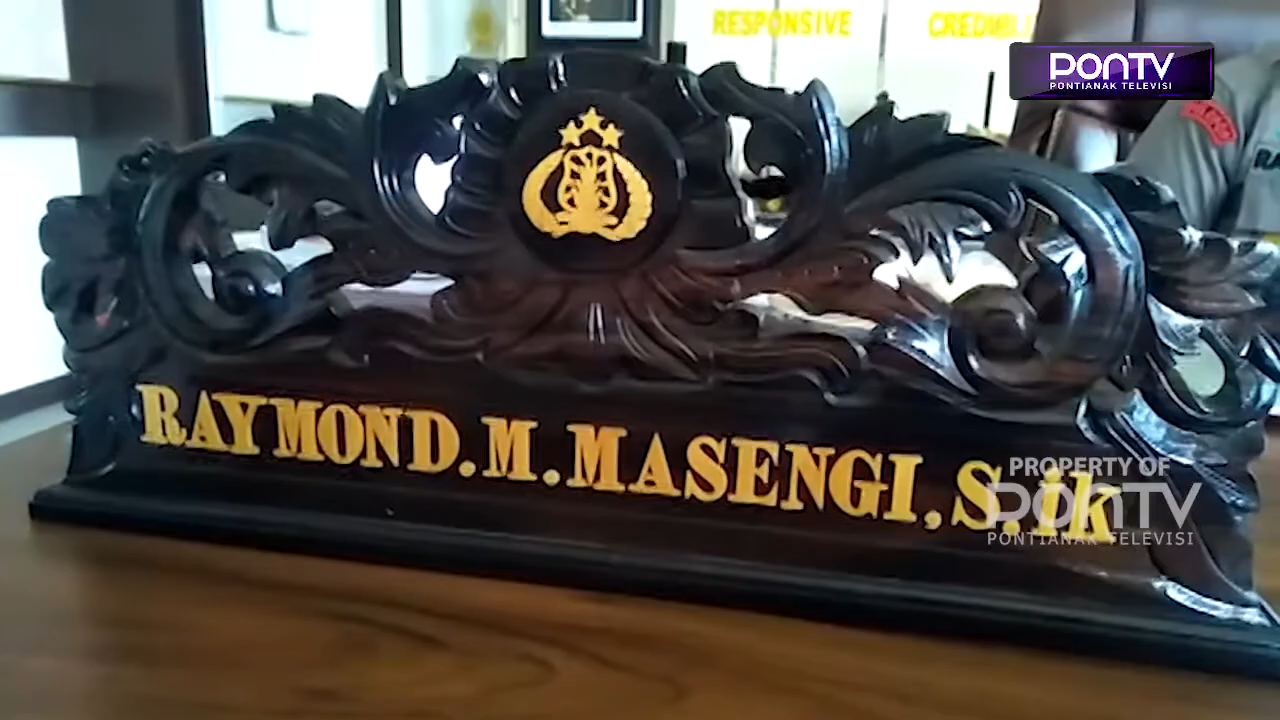 RESPONSIVE
PONTV
PONTIANAK TELEVISI
RAYMOND.M.MASENGI,S.ik
PROPERTY OF
PONTV
PONTIANAK TELEVISI